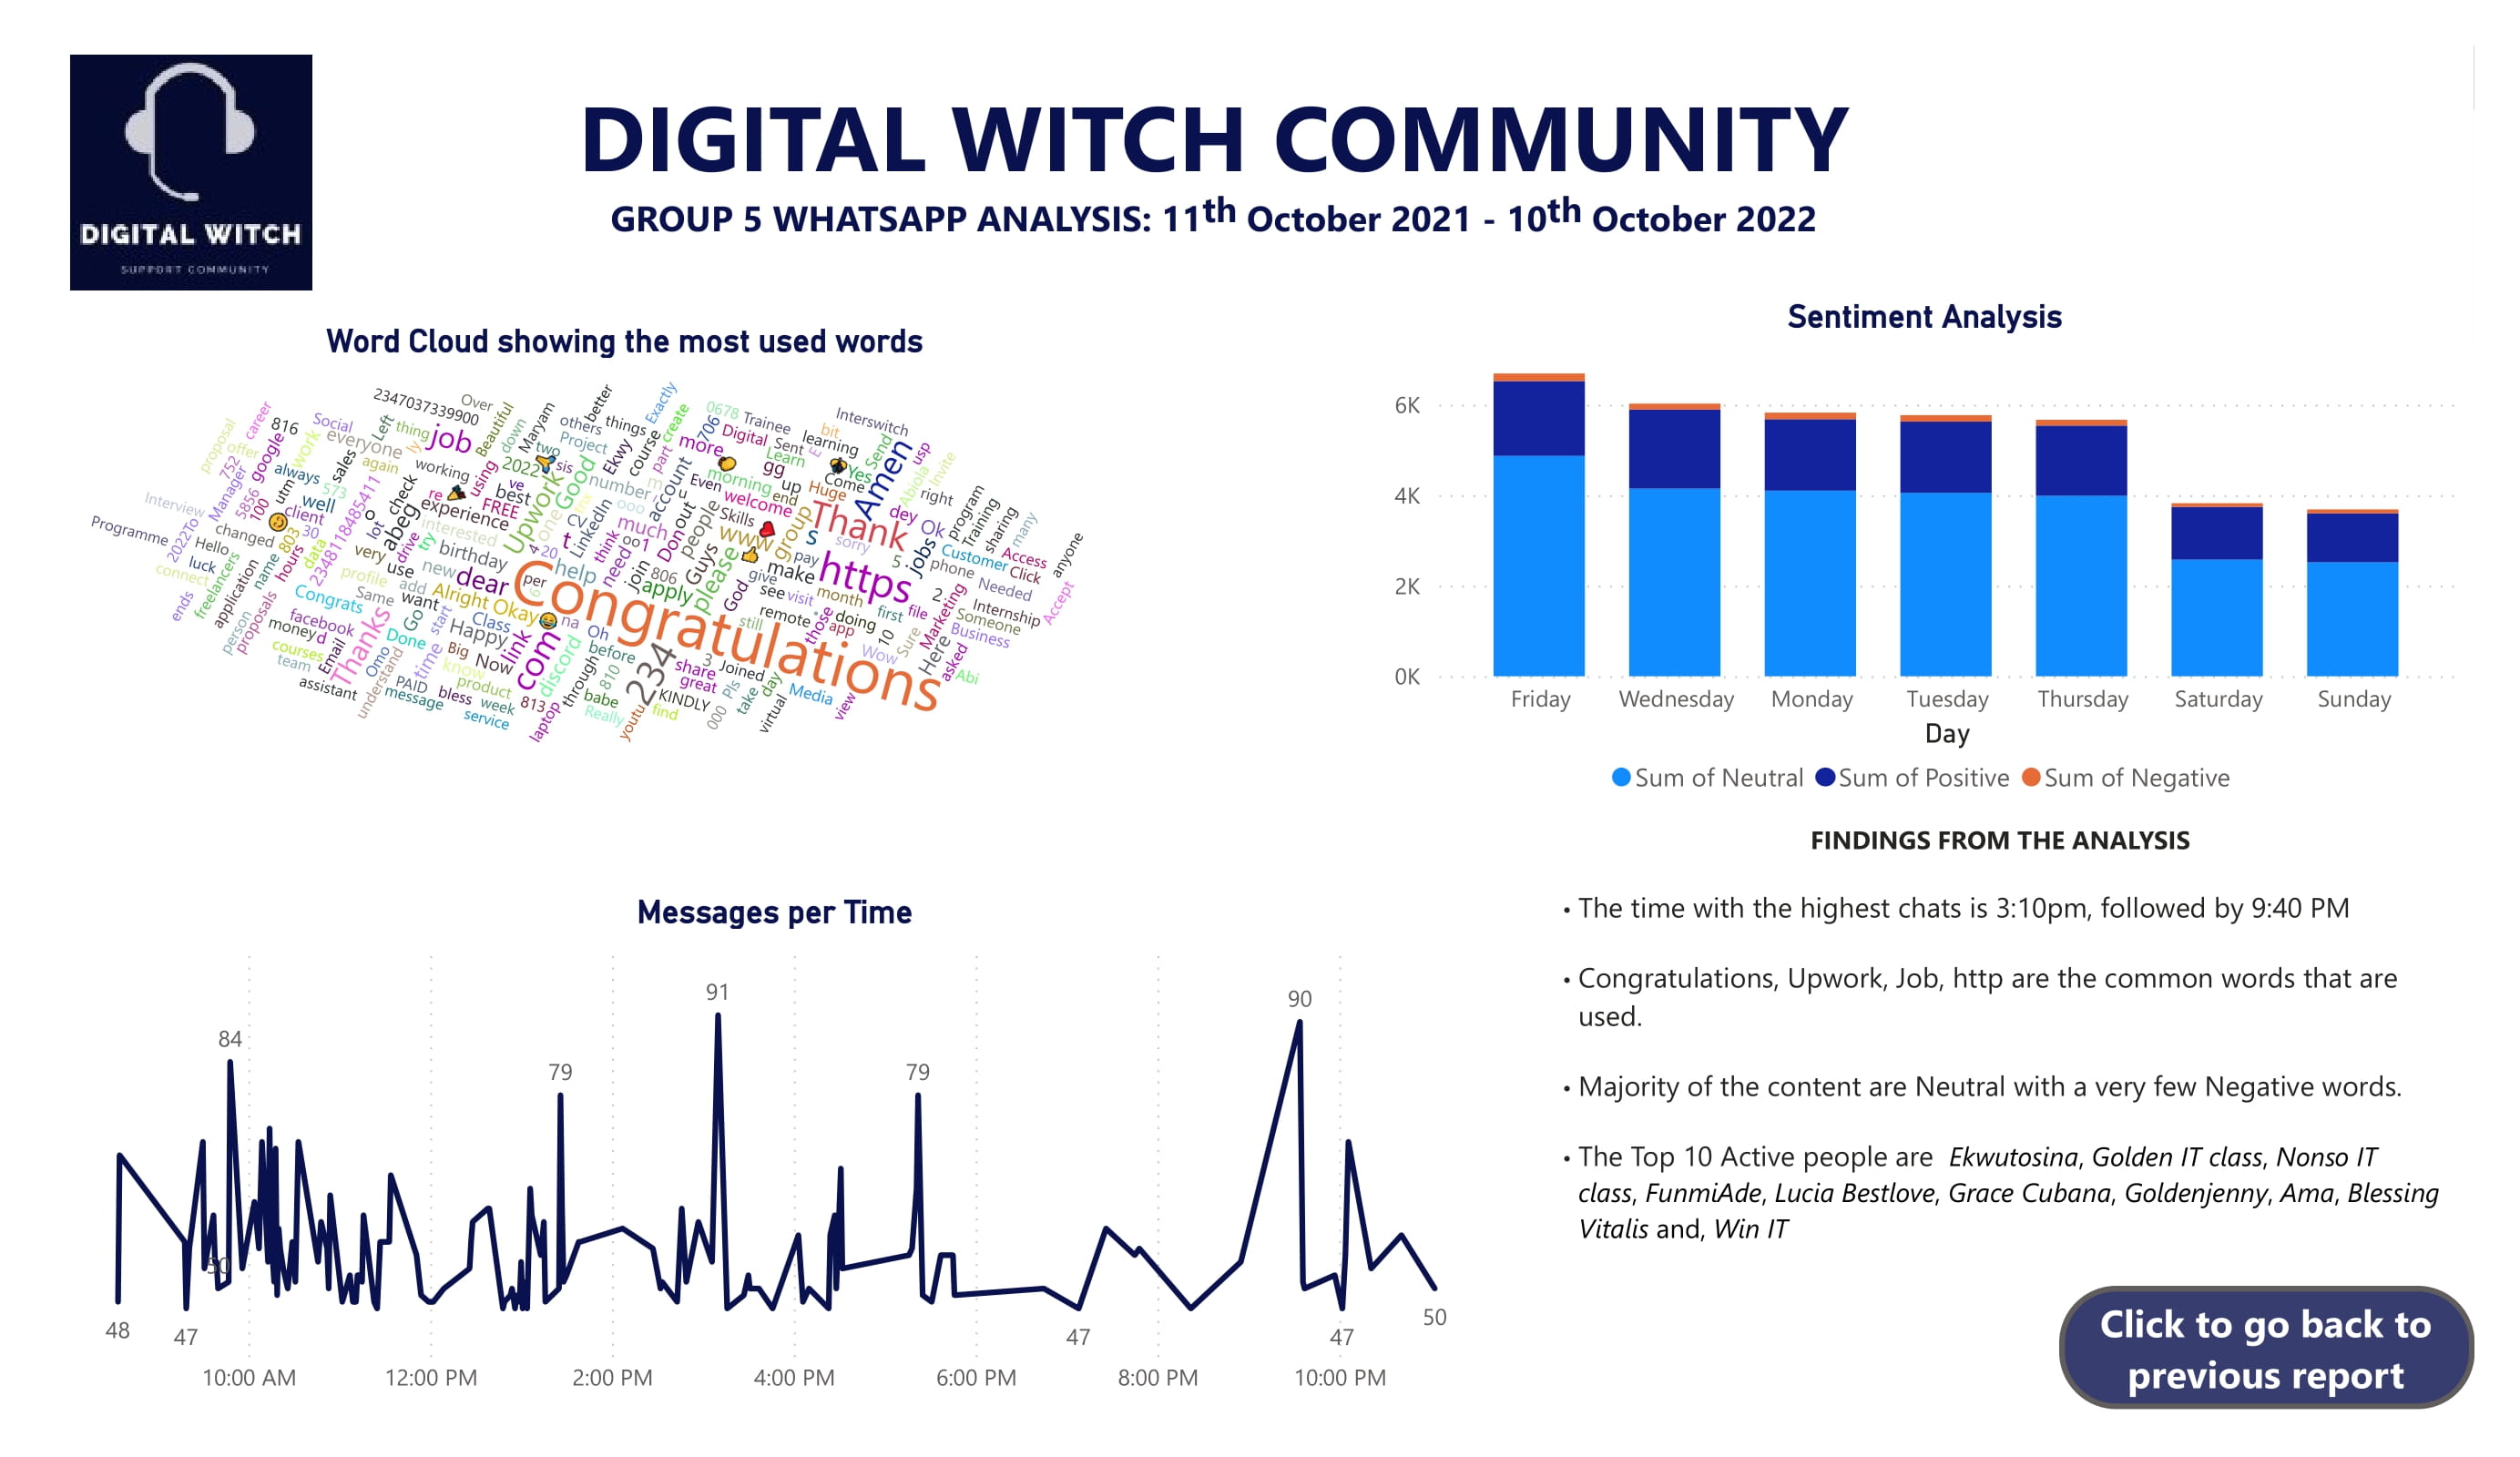 DIGITAL WITCH
SUPPORT COMMUNITY
DIGITAL WITCH COMMUNITY
GROUP 5 WHATSAPP ANALYSIS: 11th October 2021 - 10th October 2022
Word Cloud showing the most used words
2347037339900
Over
Beautiful
down
Maryam
others
better
things
Exactly
create
0678
706
Trainee
Interswitch
proposal
offer
career
816
google
Social
everyone
Left
thing
ly
job
again
working
using
two
2022
sis
Project
Ekwy
course
part
more
Digital
Sent
learning
bit
Send
usp
752
Manager
5856
100
work
utm
always
573
sales
well
2348118485411
check
re
experience
FREE
best
ve
Upwork
Good
number
account
Even
morning
welcome
Learn
gg
up
end
Huge
Come
Yes
Amen
Abiola
Invite
right
Interview
Programme
2022To
changed
Hello
luck
connect
client
30
803
data
hours
name
lot
o
abeg
very
use
drive
try
interested
birthday
one
CV
LinkedIn
ooo
much
Don
out
people
Skills
www
group
Thank
dey
Ok
program
Training
sharing
many
ends
freelancers
application
person
proposals
profile
Same
add
want
new
dear
per
help
t
4
20
think
need
oo1
join
806
Guys
please
apply
God
give
see
visit
make
pay
s
sorry
https
5
jobs
Customer
phone
2
Access
Click
Needed
anyone
Congrats
facebook
money
d
courses
team
Email
assistant
Thanks
Omo
understand
Done
Go
time
start
Alright
Okay
Class
Happy
Big
Now
know
link
com
na
Oh
Congratulations
before
discord
still
remote
month
those
app
doing
first
10
file
Sure
Marketing
Internship
Someone
Business
Accept
PAID
message
bless
product
week
service
813
laptop
through
810
babe
Really
youtu
234
find
KINDLY
share
great
3
Joined
Pls
000
take
day
virtual
Media
view
Wow
Here
asked
Abi
Sentiment Analysis
6K
4K
2K
0K
Friday Wednesday Monday Tuesday Thursday Saturday Sunday
Day
Sum of Neutral Sum of Positive Sum of Negative
FINDINGS FROM THE ANALYSIS
• The time with the highest chats is 3:10pm, followed by 9:40 PM
• Congratulations, Upwork, Job, http are the common words that are
used.
• Majority of the content are Neutral with a very few Negative words.
• The Top 10 Active people are Ekwutosina, Golden IT class, Nonso IT
class, FunmiAde, Lucia Bestlove, Grace Cubana, Goldenjenny, Ama, Blessing
Vitalis and, Win IT
Messages per Time
91
90
84
79
79
50
48
47
47
47
50
10:00 AM 12:00 PM 2:00 PM 4:00 PM 6:00 PM 8:00 PM 10:00 PM
Click to go back to
previous report